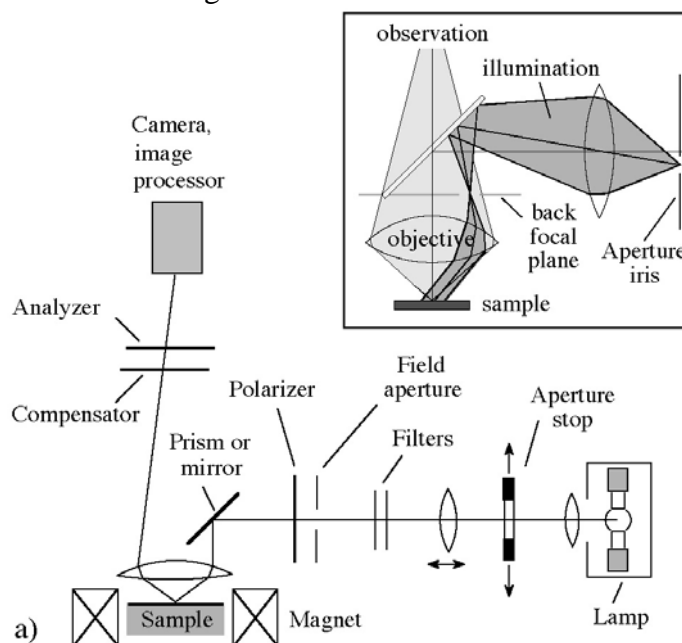 observation
illumination
Camera,
image
processor
back
focal
plane
objective
Aperture
iris
sample
Analyzer
Field
aperture
Polarizer
Aperture
stop
Compensator
Filters
Prism or
mirror
a)
Sample
Magnet
Lamp